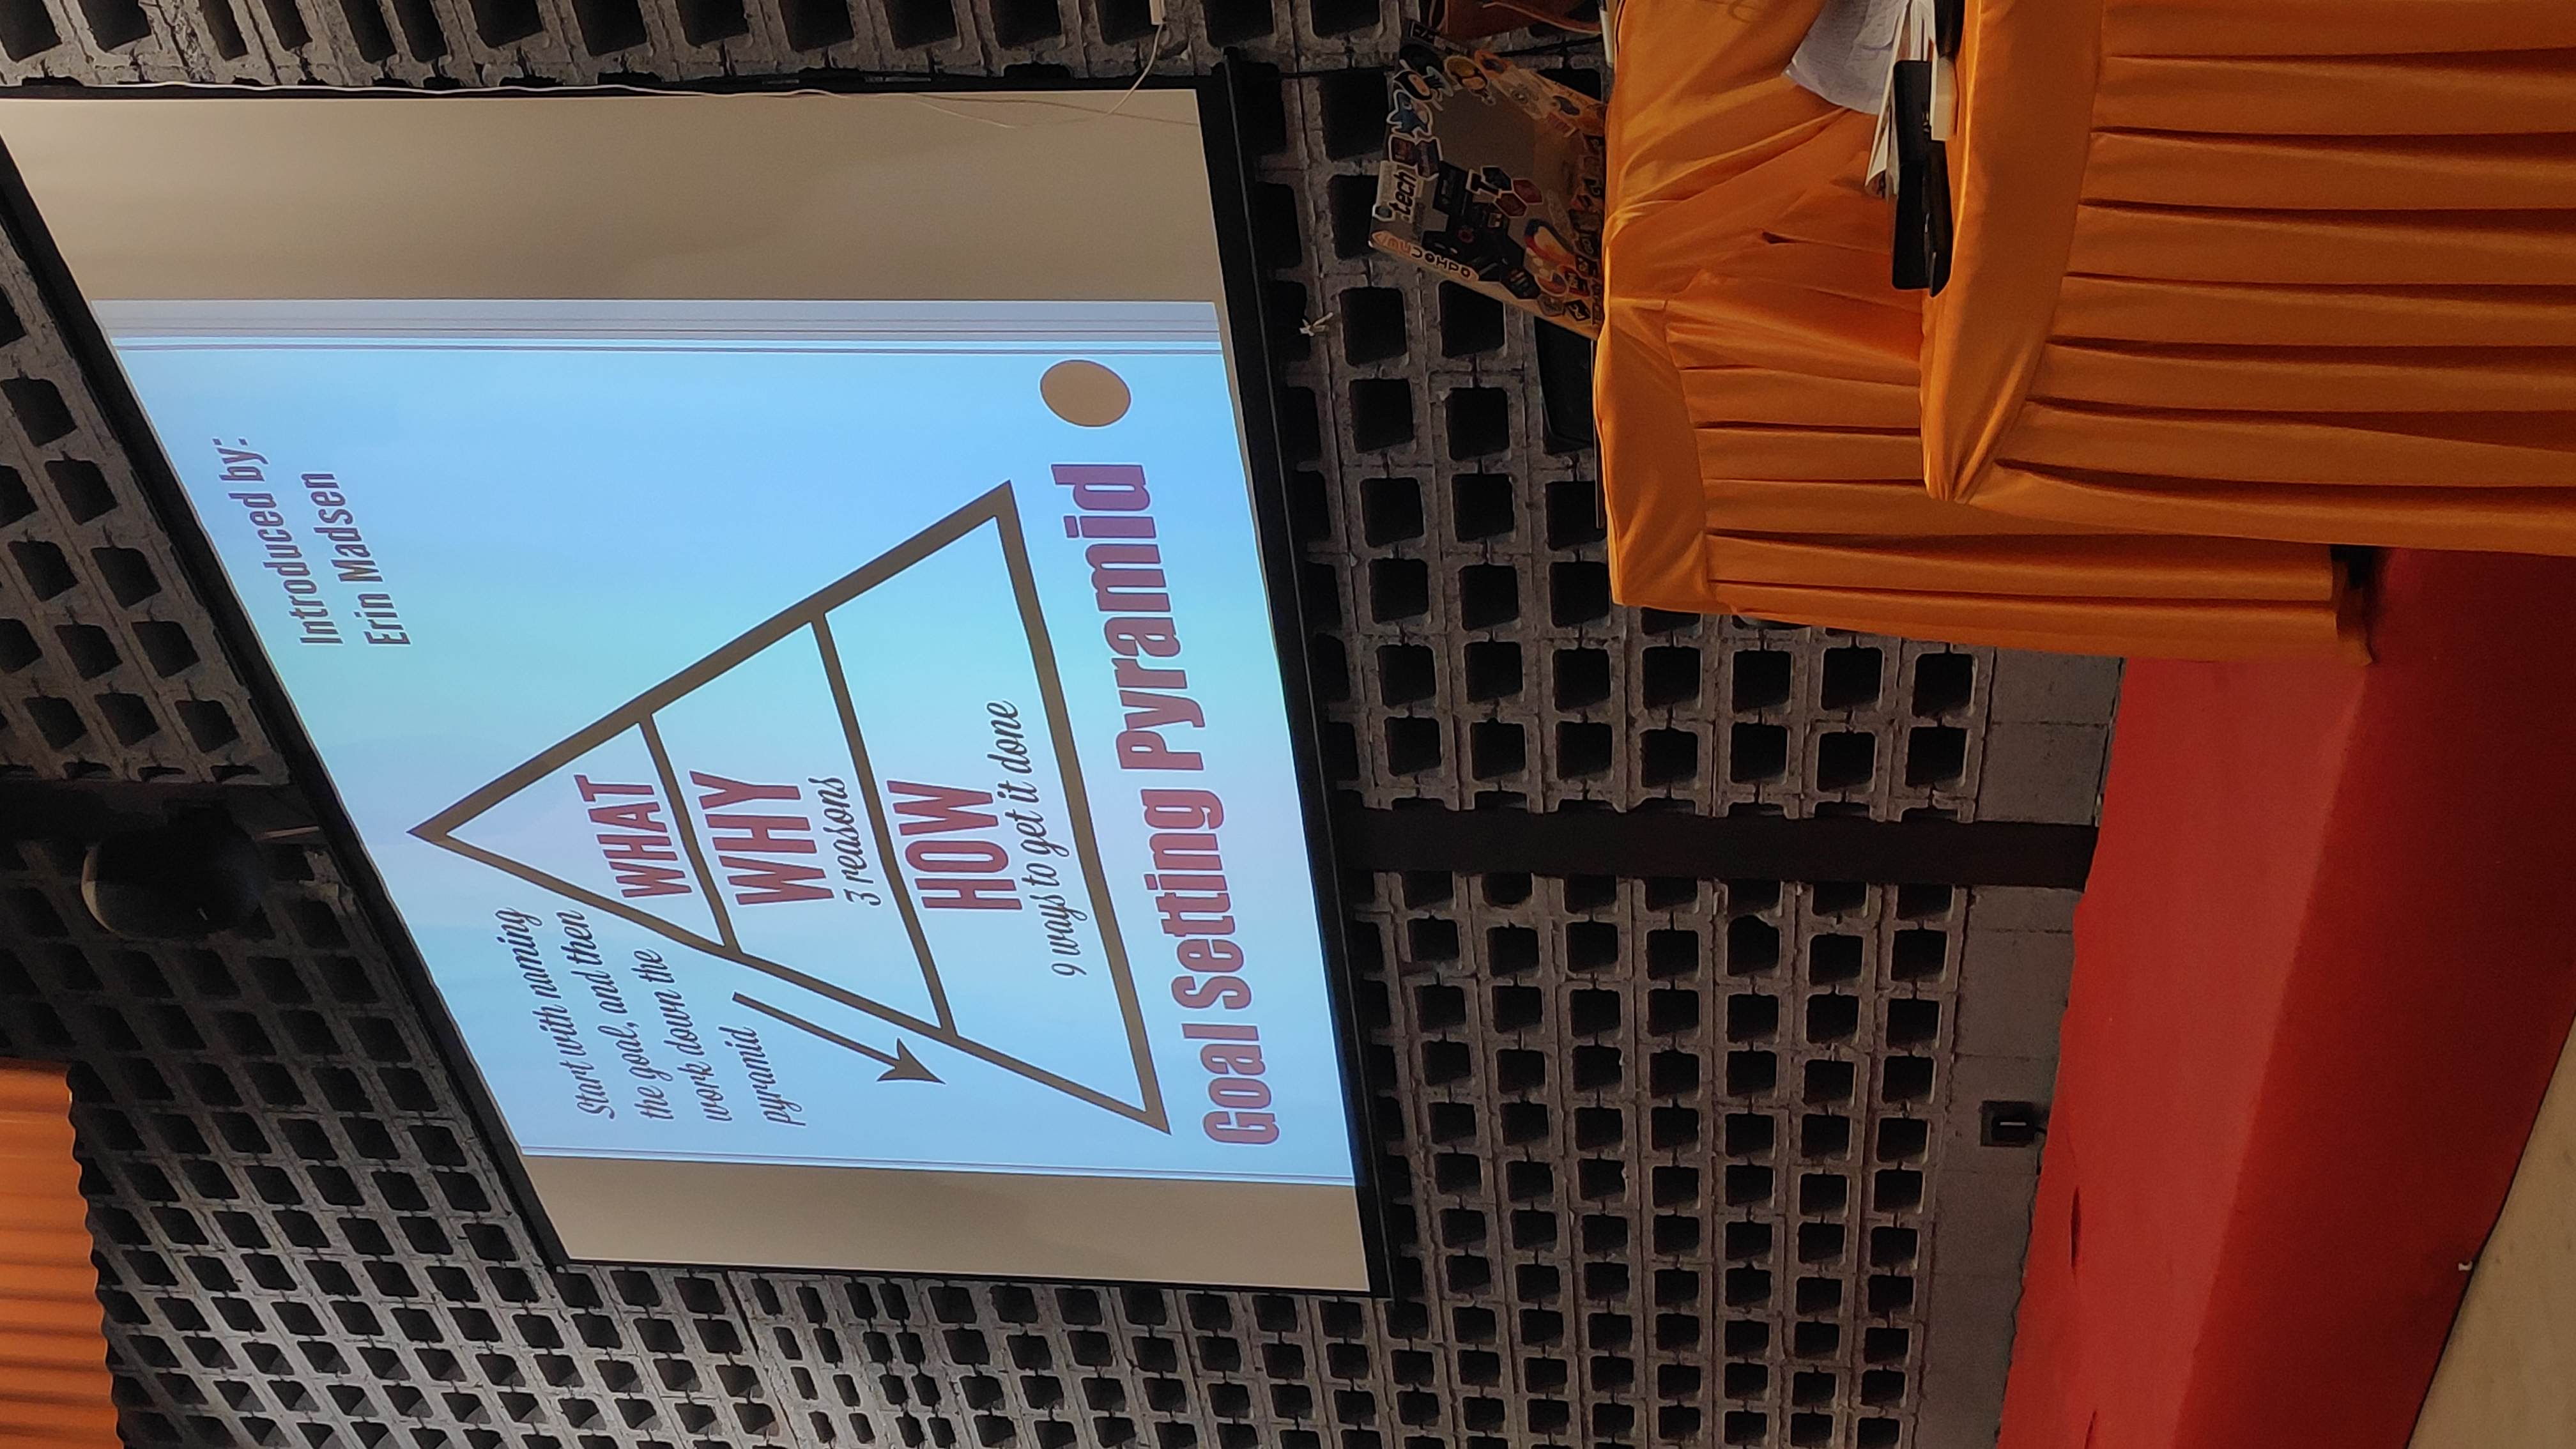 Introduced by:
Erin Madsen
Start with naming
the goal, and then
work down the
pyramid
WHAT
WHY
3 reasons
HOW
9 ways to get it done
Goal Setting Pyramid
tech